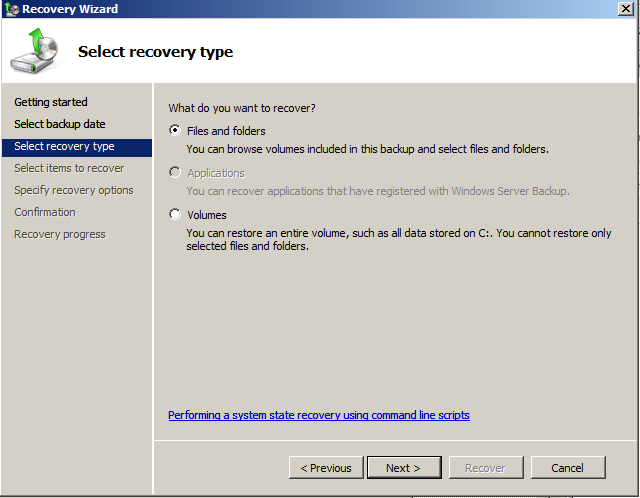 Recovery Wizard
Select recovery type
Getting started
Select backup date
Select recovery type
Select items to recover
Specify recovery options
Confirmation
Recovery progress
What do you want to recover?
Files and folders
You can browse volumes included in this backup and select files and folders.
Applications
You can recover applications that have registered with Windows Server Backup.
Volumes
You can restore an entire volume, such as all data stored on C:. You cannot restore only
selected files and folders.
Performing a system state recovery using command line scripts
< Previous
Next >
Recover
Cancel